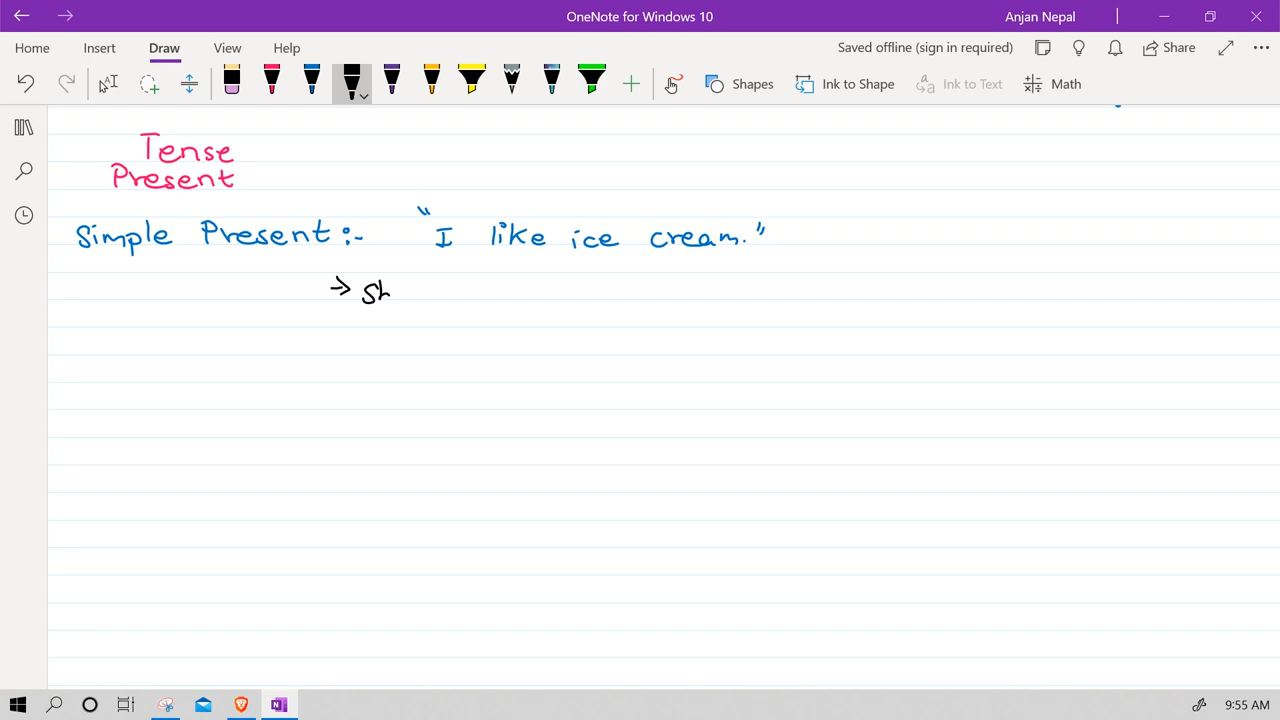 OneNote for Windows 10
Anjan Nepal
Home Insert Draw View Help
Saved offline (sign in required)
Share
Shapes Ink to Shape Ink to Text Math
Tense
Present
Simple Present :- "I like ice cream."
→ Sh
9:55 AM